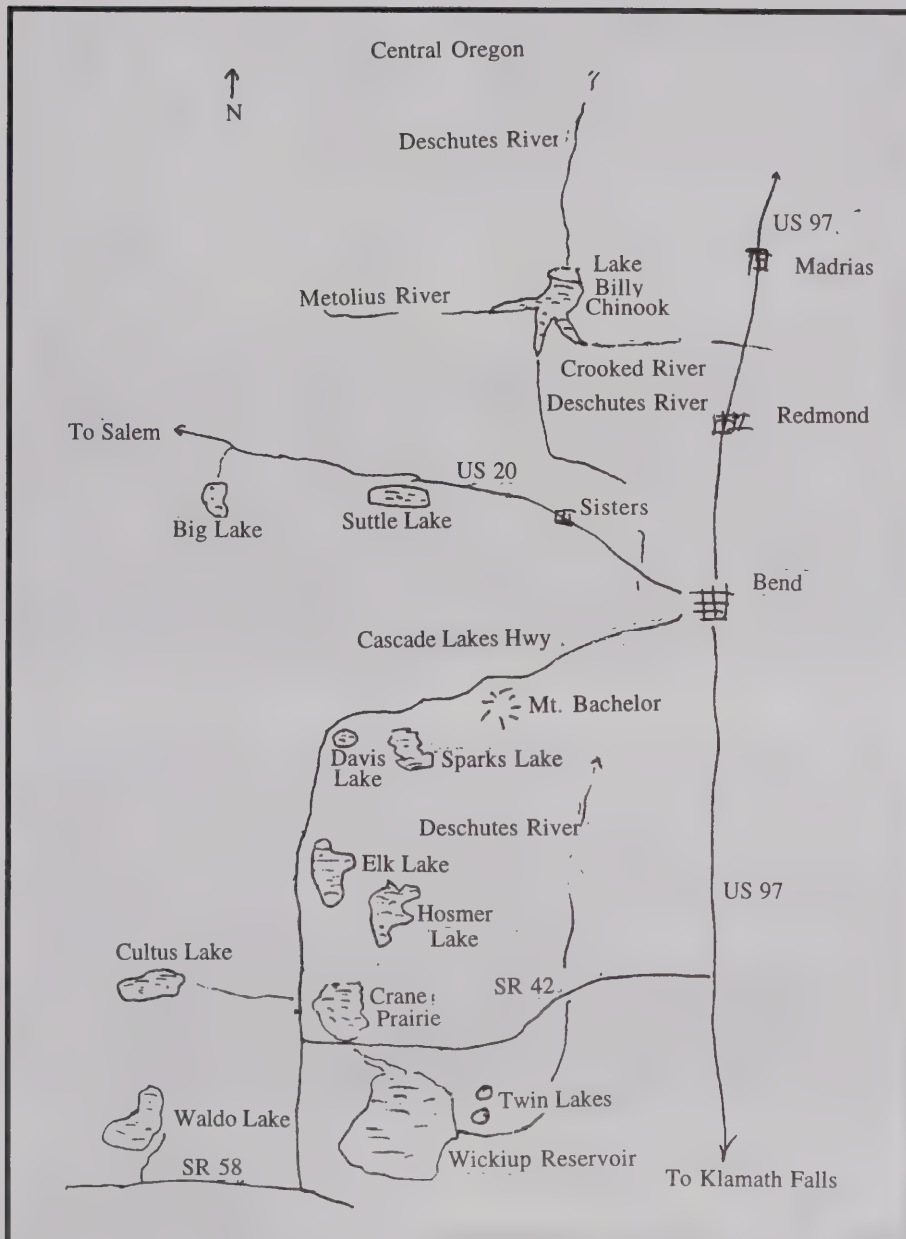 Central Oregon
N
Deschutes River
US 97
Madrias
Lake
Billy
Chinook
Metolius River
Crooked River
Deschutes River
Redmond
To Salem
US 20
Sisters
Big Lake
Suttle Lake
Bend
Cascade Lakes Hwy
Mt. Bachelor
Davis
Lake
Sparks Lake
Deschutes River
Elk Lake
US 97
Hosmer
Lake
Cultus Lake
SR 42
Crane
Prairie
Twin Lakes
Waldo Lake
Wickiup Reservoir
SR 58
To Klamath Falls